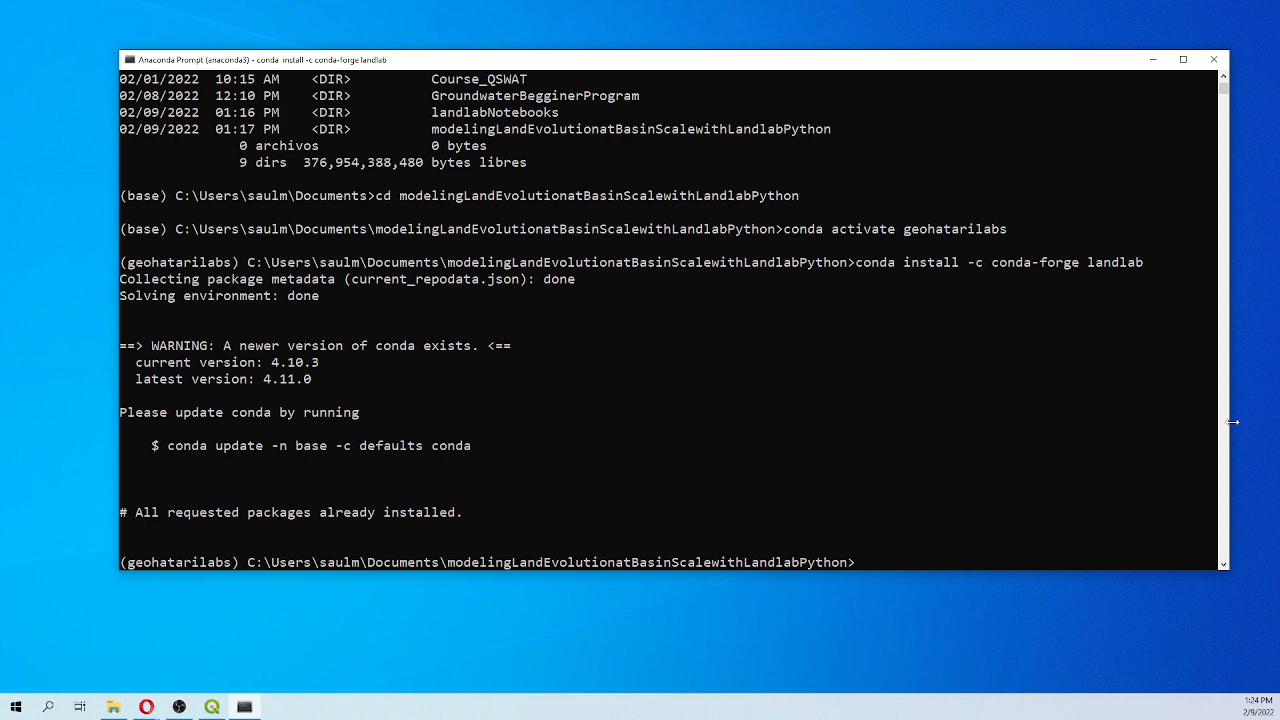 Anaconda Prompt (anaconda3) - conda  install -c conda-forge landlab
02/01/2022  10:15 AM    <DIR>          Course_QSWAT
02/08/2022  12:10 PM    <DIR>          GroundwaterBegginerProgram
02/09/2022  01:16 PM    <DIR>          landlabNotebooks
02/09/2022  01:17 PM    <DIR>          modelingLandEvolutionatBasinScalewithLandlabPython
               0 archivos              0 bytes
               9 dirs  376,954,388,480 bytes libres
(base) C:\Users\saulm\Documents>cd modelingLandEvolutionatBasinScalewithLandlabPython
(base) C:\Users\saulm\Documents\modelingLandEvolutionatBasinScalewithLandlabPython>conda activate geohatarilabs
(geohatarilabs) C:\Users\saulm\Documents\modelingLandEvolutionatBasinScalewithLandlabPython>conda install -c conda-forge landlab
Collecting package metadata (current_repodata.json): done
Solving environment: done
==> WARNING: A newer version of conda exists. <==
  current version: 4.10.3
  latest version: 4.11.0
Please update conda by running
    $ conda update -n base -c defaults conda
# All requested packages already installed.
(geohatarilabs) C:\Users\saulm\Documents\modelingLandEvolutionatBasinScalewithLandlabPython>
1:24 PM
2/9/2022